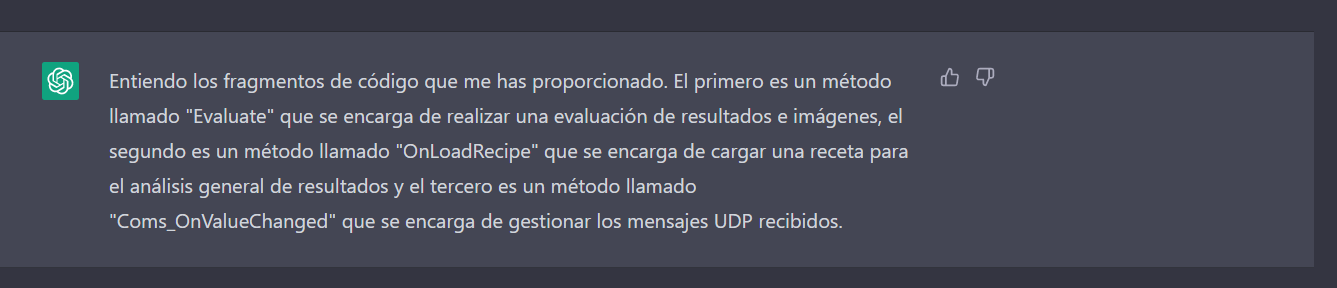 Entiendo los fragmentos de código que me has proporcionado. El primero es un método
llamado "Evaluate" que se encarga de realizar una evaluación de resultados e imágenes, el
segundo es un método llamado "OnLoadRecipe" que se encarga de cargar una receta para
el análisis general de resultados y el tercero es un método llamado
"Coms_OnValueChanged" que se encarga de gestionar los mensajes UDP recibidos.